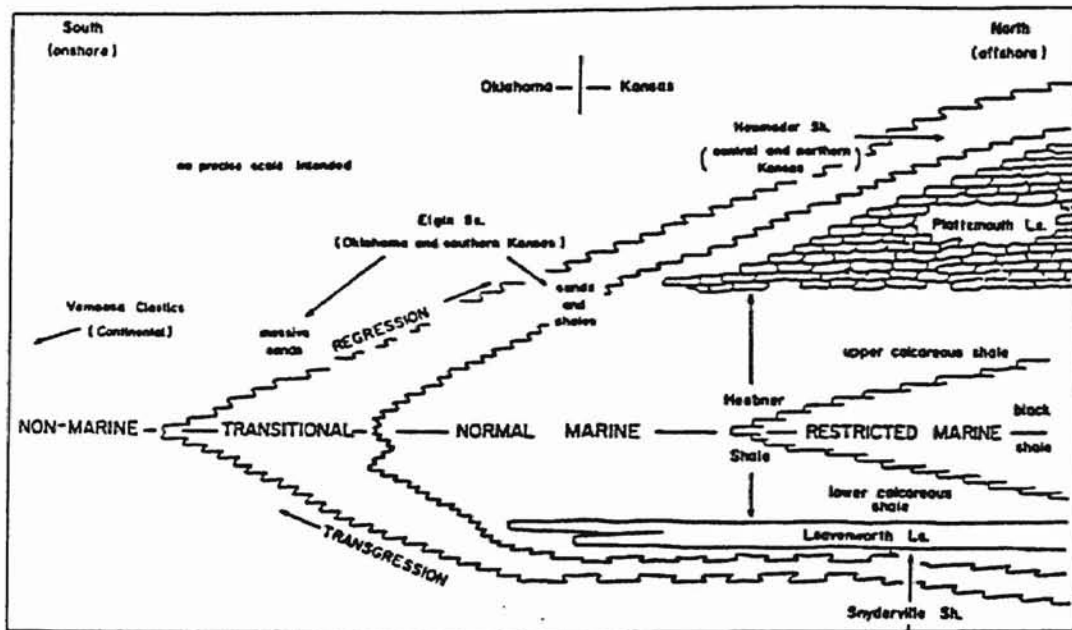 South
(onshore)
North
(offshore)
Oklahoma — Kansas
no precise scale intended
Heumader Sh.
(central and northern
Kansas)
Elgin Ss.
(Oklahoma and southern Kansas)
Plattsmouth Ls.
Vamoosa Clastics
(Continental)
massive
sands
REGRESSION
sands
and
shales
upper calcareous shale
Heebner
NON-MARINE — TRANSITIONAL — NORMAL MARINE — RESTRICTED MARINE — black
shale
Shale
lower calcareous
shale
Leavenworth Ls.
TRANSGRESSION
Snyderville Sh.